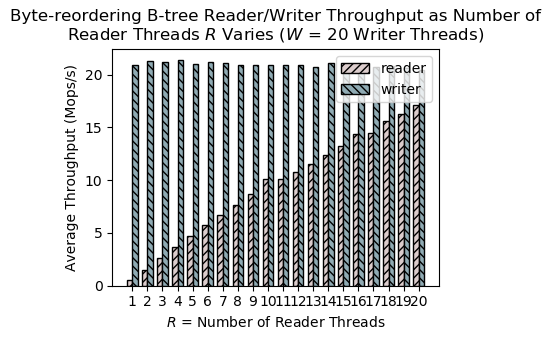 Byte-reordering B-tree Reader/Writer Throughput as Number of
Reader Threads R Varies (W = 20 Writer Threads)
reader
writer
Average Throughput (Mops/s)
20
15
10
5
0
1 2 3 4 5 6 7 8 9 10 11 12 13 14 15 16 17 18 19 20
R = Number of Reader Threads